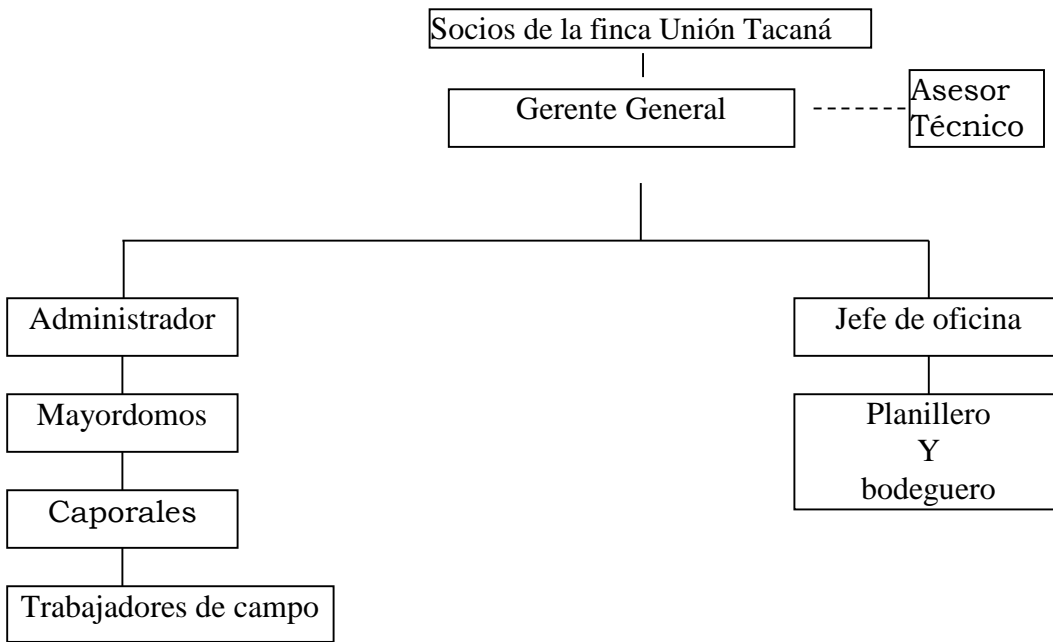 Socios de la finca Unión Tacaná
Gerente General
Asesor
Técnico
Administrador
Jefe de oficina
Mayordomos
Planillero
Y
bodeguero
Caporales
Trabajadores de campo